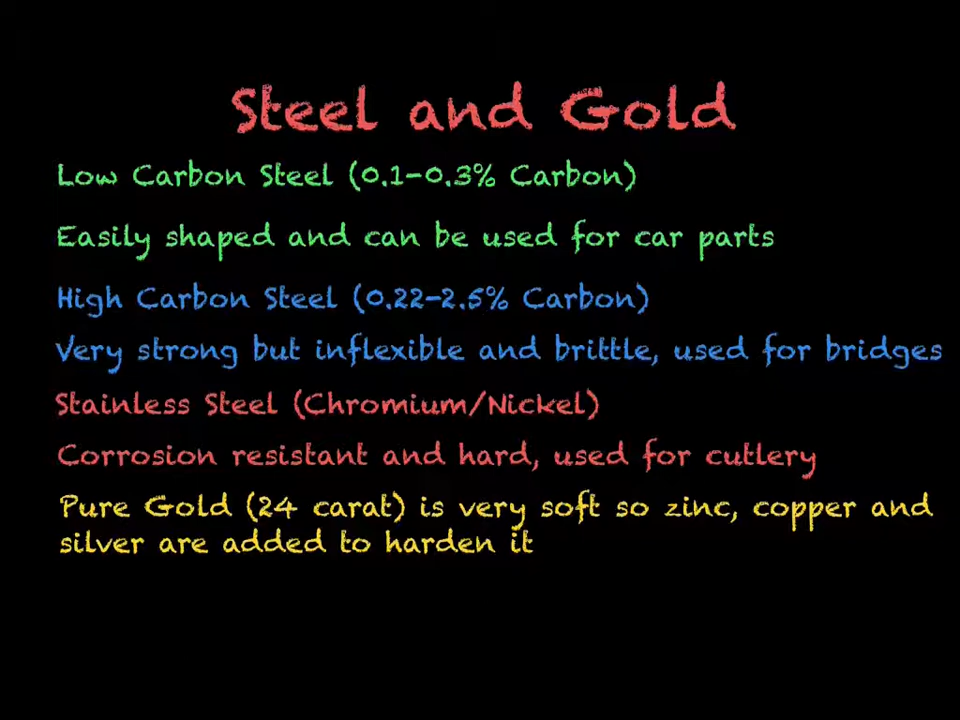 Steel and Gold
Low Carbon Steel (0.1-0.3% Carbon)
Easily shaped and can be used for car parts
High Carbon Steel (0.22-2.5% Carbon)
Very strong but inflexible and brittle, used for bridges
Stainless Steel (Chromium/Nickel)
Corrosion resistant and hard, used for cutlery
Pure Gold (24 carat) is very soft so zinc, copper and
silver are added to harden it